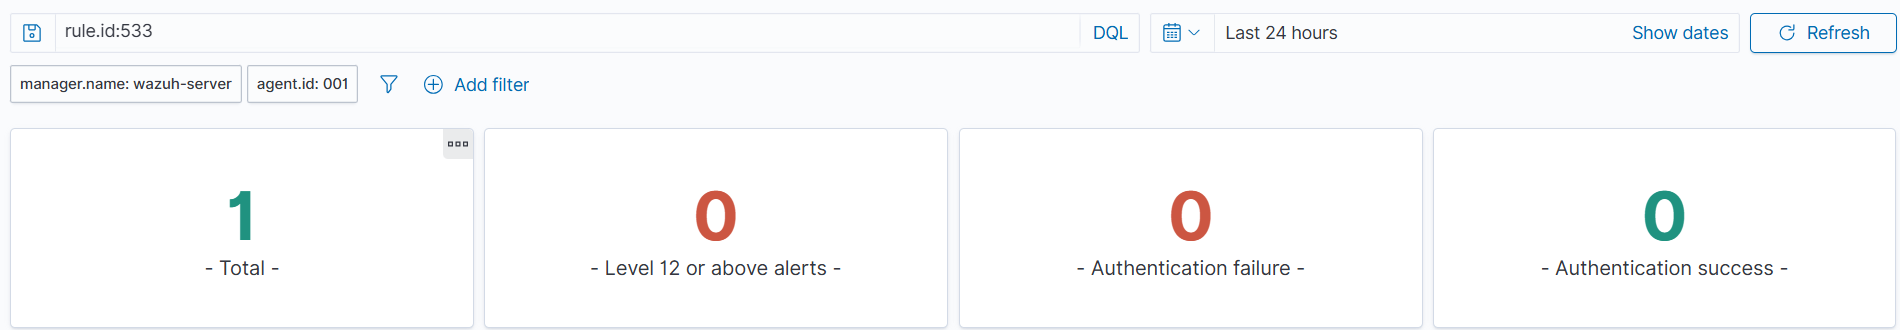 rule.id:533
DQL
Last 24 hours
Show dates
Refresh
manager.name: wazuh-server
agent.id: 001
Add filter
1
- Total -
0
- Level 12 or above alerts -
0
- Authentication failure -
0
- Authentication success -